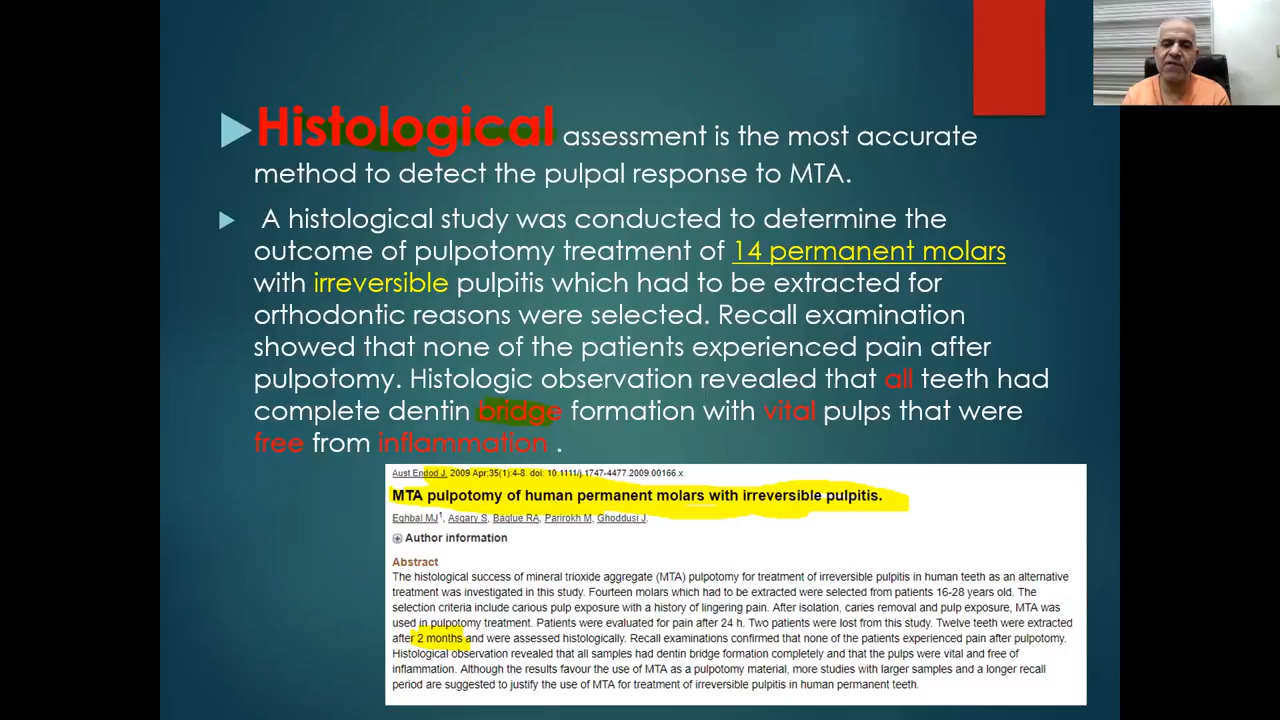 Histological assessment is the most accurate
method to detect the pulpal response to MTA.
A histological study was conducted to determine the
outcome of pulpotomy treatment of 14 permanent molars
with irreversible pulpitis which had to be extracted for
orthodontic reasons were selected. Recall examination
showed that none of the patients experienced pain after
pulpotomy. Histologic observation revealed that all teeth had
complete dentin bridge formation with vital pulps that were
free from inflammation .
Aust Endod J. 2009 Apr;35(1):4-8. doi: 10.1111/j.1747-4477.2009.00166.x.
MTA pulpotomy of human permanent molars with irreversible pulpitis.
Eghbal MJ1, Asgary S, Baglue RA, Parirokh M, Ghoddusi J.
Author information
Abstract
The histological success of mineral trioxide aggregate (MTA) pulpotomy for treatment of irreversible pulpitis in human teeth as an alternative
treatment was investigated in this study. Fourteen molars which had to be extracted were selected from patients 16-28 years old. The
selection criteria include carious pulp exposure with a history of lingering pain. After isolation, caries removal and pulp exposure, MTA was
used in pulpotomy treatment. Patients were evaluated for pain after 24 h. Two patients were lost from this study. Twelve teeth were extracted
after 2 months and were assessed histologically. Recall examinations confirmed that none of the patients experienced pain after pulpotomy.
Histological observation revealed that all samples had dentin bridge formation completely and that the pulps were vital and free of
inflammation. Although the results favour the use of MTA as a pulpotomy material, more studies with larger samples and a longer recall
period are suggested to justify the use of MTA for treatment of irreversible pulpitis in human permanent teeth.